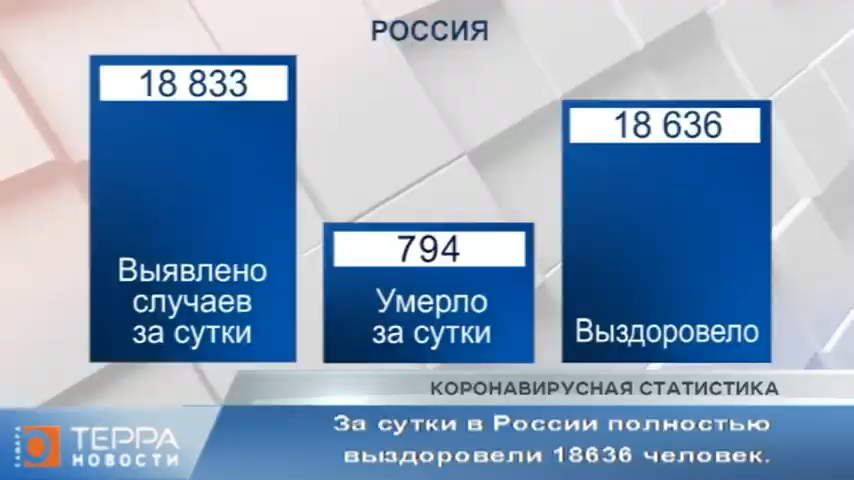 РОССИЯ
18 833
Выявлено
случаев
за сутки
794
Умерло
за сутки
18 636
Выздоровело
КОРОНАВИРУСНАЯ СТАТИСТИКА
САМАРА
ТЕРРА
НОВОСТИ
За сутки в России полностью
выздоровели 18636 человек.